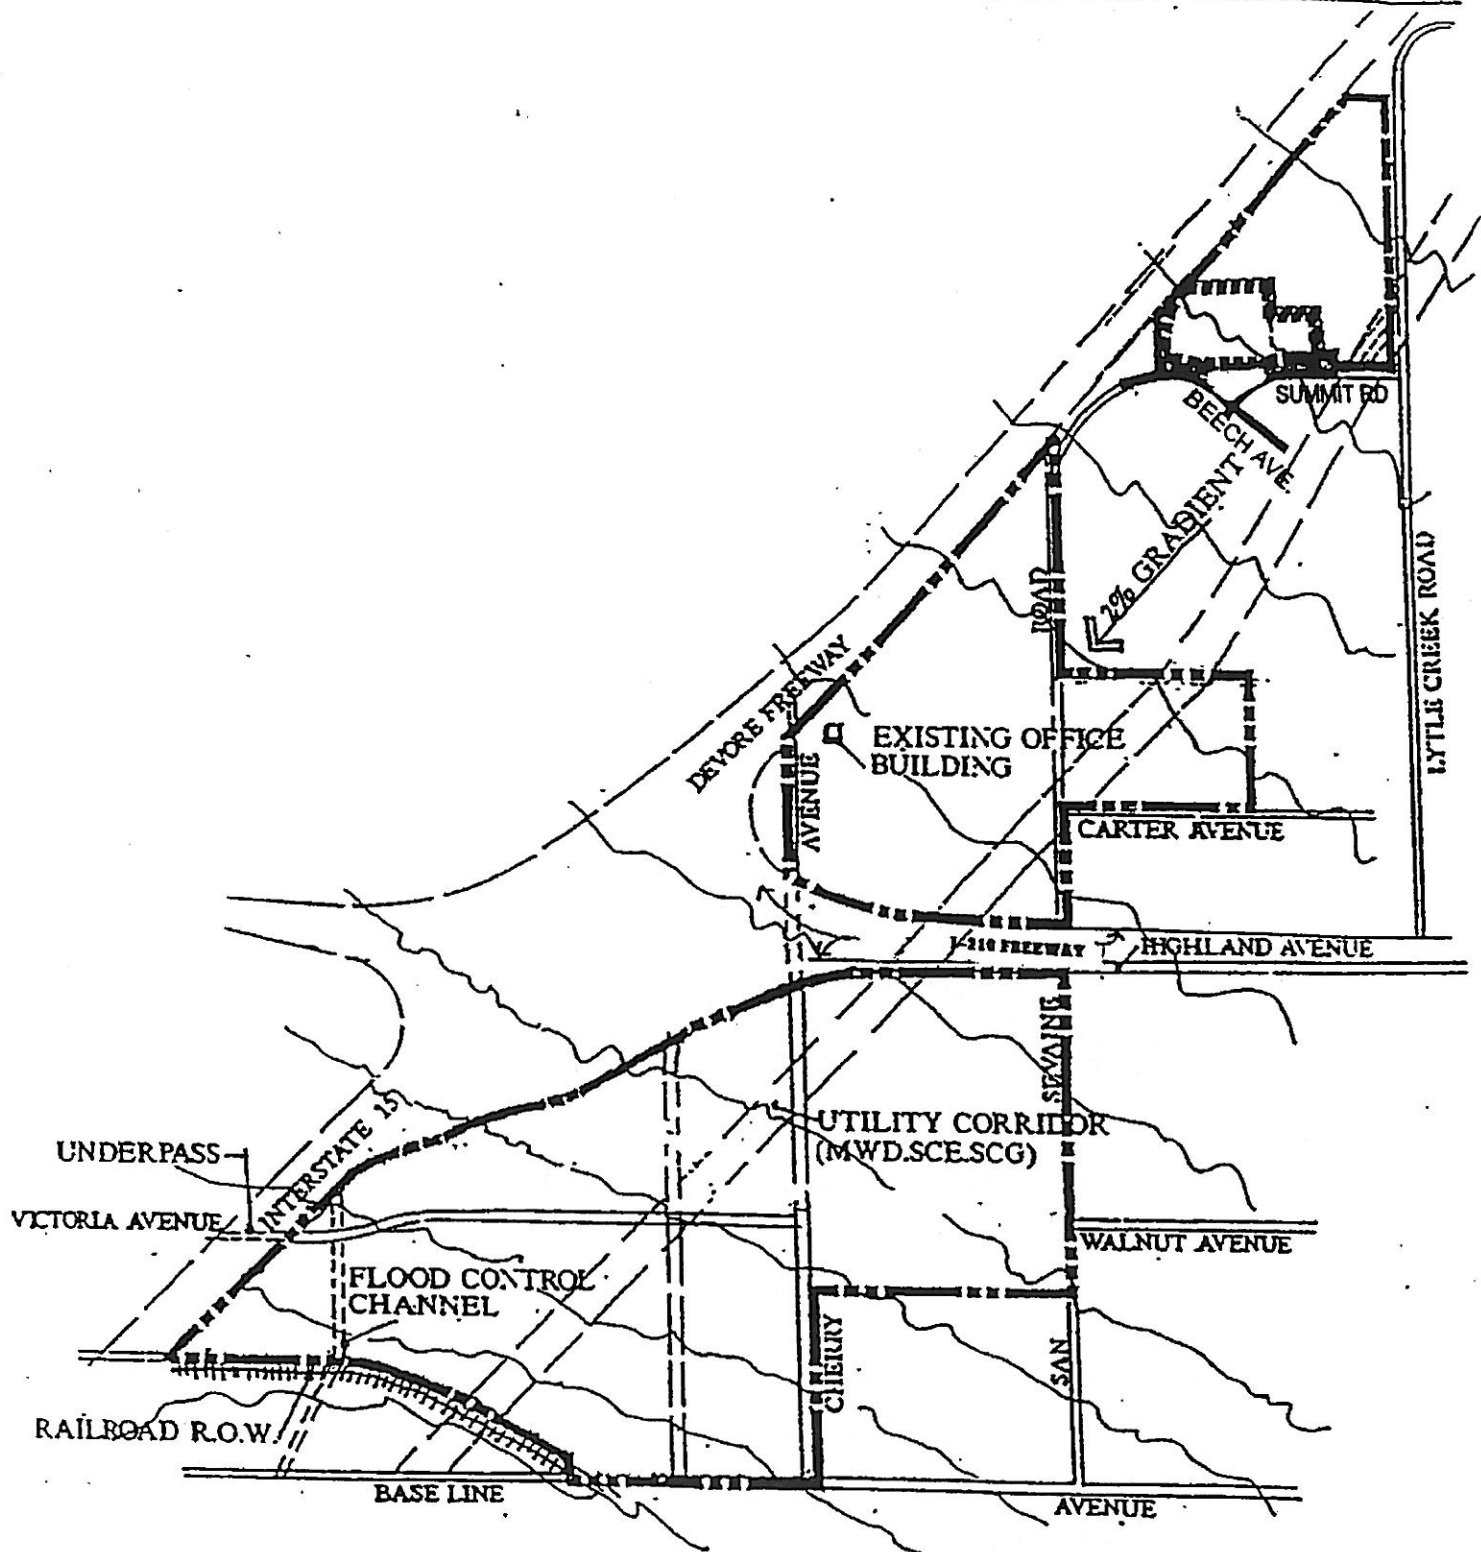 SUMMIT RD
BEECH AVE.
2% GRADIENT
LYTLE CREEK ROAD
ROAD
DEVORE FREEWAY
EXISTING OFFICE
BUILDING
AVENUE
CARTER AVENUE
I-210 FREEWAY
HIGHLAND AVENUE
SEVAINE
UTILITY CORRIDOR
(MWD.SCE.SCG)
INTERSTATE 15
UNDERPASS
VICTORIA AVENUE
WALNUT AVENUE
FLOOD CONTROL
CHANNEL
CHERRY
SAN
RAILROAD R.O.W.
BASE LINE
AVENUE